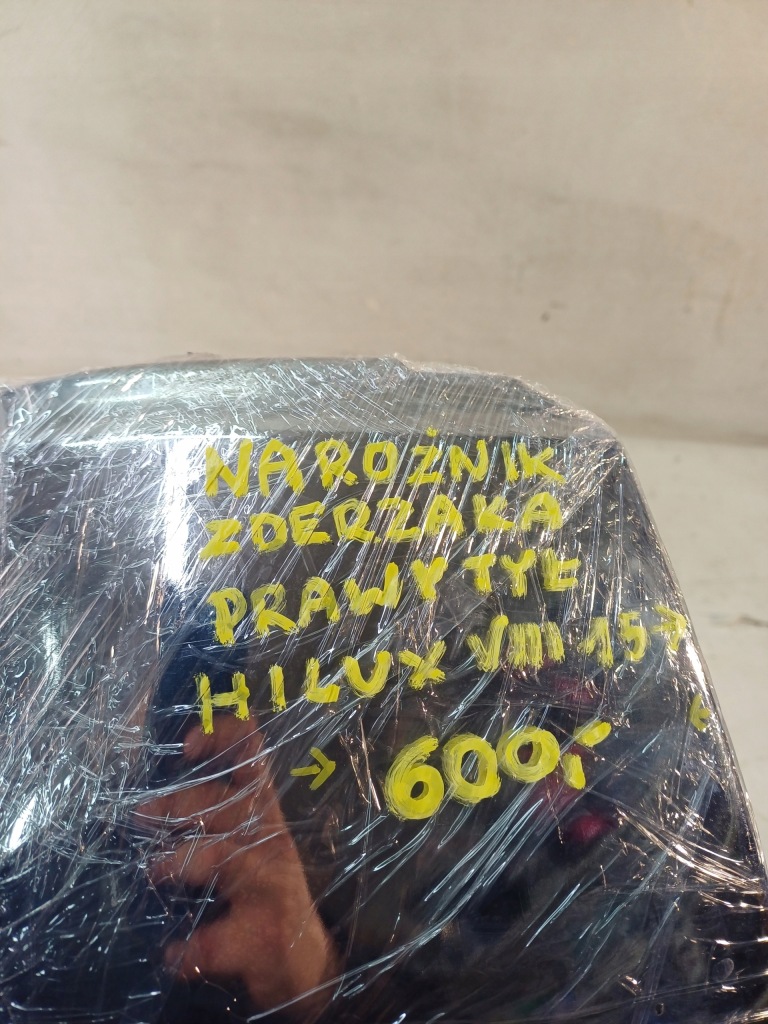 NAROŻNIK
ZDERZAKA
PRAWY TYŁ
HILUX VIII 15→
→ 600,-